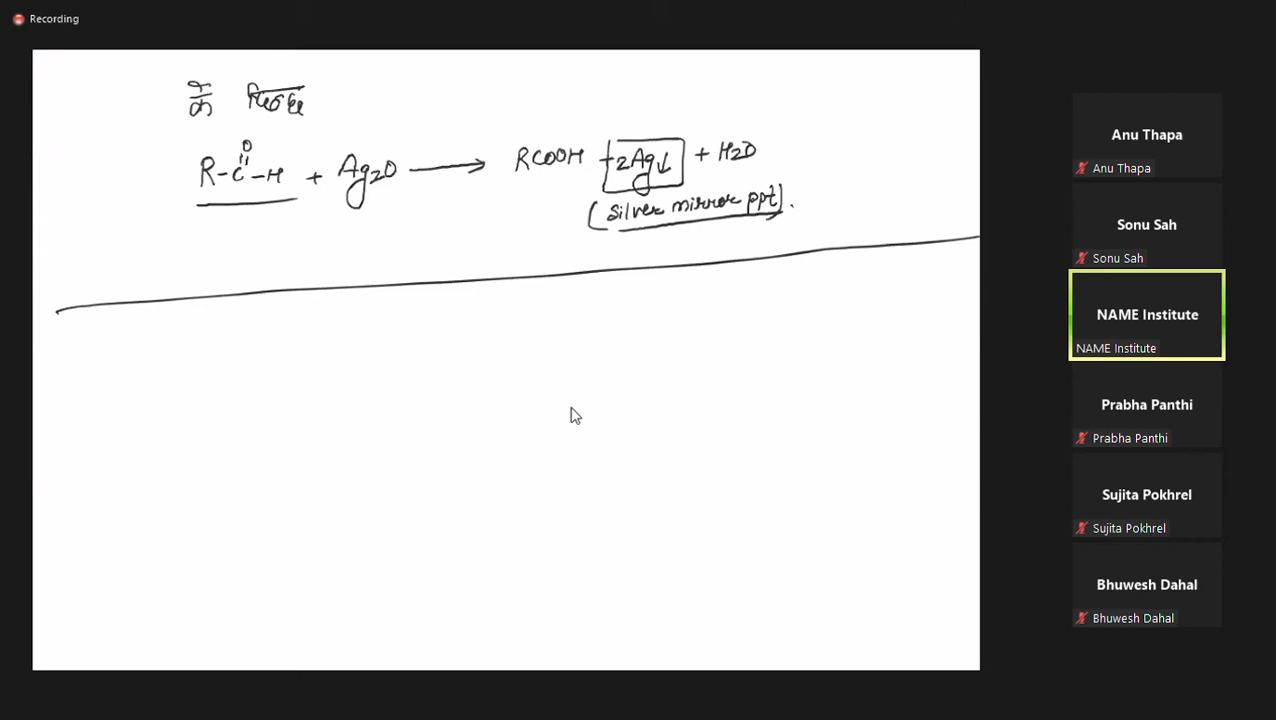 Recording
R-C-H + Ag2O → RCOOH + 2Ag↓ + H2O
O
(silver mirror ppt).
Anu Thapa
Anu Thapa
Sonu Sah
Sonu Sah
NAME Institute
NAME Institute
Prabha Panthi
Prabha Panthi
Sujita Pokhrel
Sujita Pokhrel
Bhuwesh Dahal
Bhuwesh Dahal